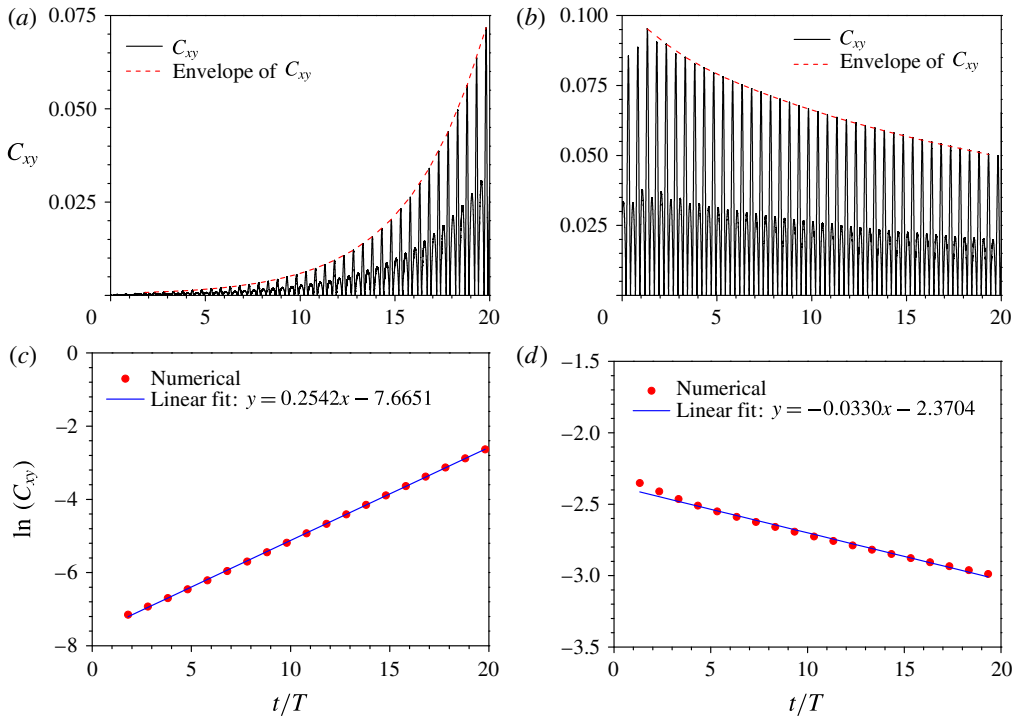 (a)
0.075
0.050
0.025
C_xy
C_xy
Envelope of C_xy
0 5 10 15 20
(b)
0.100
0.075
0.050
0.025
0
C_xy
Envelope of C_xy
0 5 10 15 20
(c)
0
−2
−4
−6
−8
ln (C_xy)
Numerical
Linear fit: y = 0.2542x − 7.6651
0 5 10 15 20
t/T
(d)
−1.5
−2.0
−2.5
−3.0
−3.5
Numerical
Linear fit: y = −0.0330x − 2.3704
0 5 10 15 20
t/T